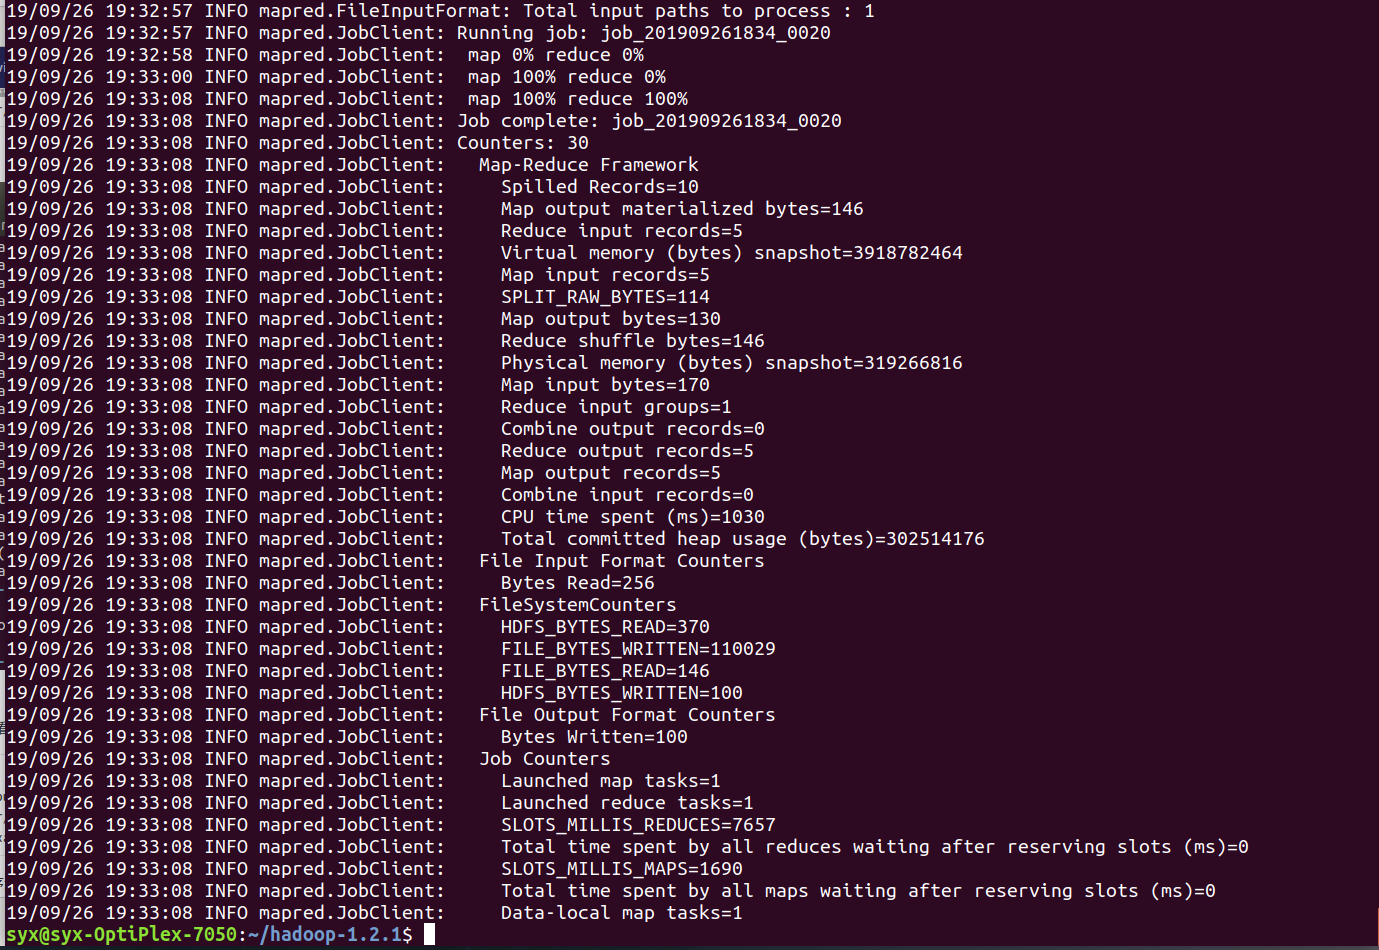 19/09/26 19:32:57 INFO mapred.FileInputFormat: Total input paths to process : 1
19/09/26 19:32:57 INFO mapred.JobClient: Running job: job_201909261834_0020
19/09/26 19:32:58 INFO mapred.JobClient:  map 0% reduce 0%
19/09/26 19:33:00 INFO mapred.JobClient:  map 100% reduce 0%
19/09/26 19:33:08 INFO mapred.JobClient:  map 100% reduce 100%
19/09/26 19:33:08 INFO mapred.JobClient: Job complete: job_201909261834_0020
19/09/26 19:33:08 INFO mapred.JobClient: Counters: 30
19/09/26 19:33:08 INFO mapred.JobClient:   Map-Reduce Framework
19/09/26 19:33:08 INFO mapred.JobClient:     Spilled Records=10
19/09/26 19:33:08 INFO mapred.JobClient:     Map output materialized bytes=146
19/09/26 19:33:08 INFO mapred.JobClient:     Reduce input records=5
19/09/26 19:33:08 INFO mapred.JobClient:     Virtual memory (bytes) snapshot=3918782464
19/09/26 19:33:08 INFO mapred.JobClient:     Map input records=5
19/09/26 19:33:08 INFO mapred.JobClient:     SPLIT_RAW_BYTES=114
19/09/26 19:33:08 INFO mapred.JobClient:     Map output bytes=130
19/09/26 19:33:08 INFO mapred.JobClient:     Reduce shuffle bytes=146
19/09/26 19:33:08 INFO mapred.JobClient:     Physical memory (bytes) snapshot=319266816
19/09/26 19:33:08 INFO mapred.JobClient:     Map input bytes=170
19/09/26 19:33:08 INFO mapred.JobClient:     Reduce input groups=1
19/09/26 19:33:08 INFO mapred.JobClient:     Combine output records=0
19/09/26 19:33:08 INFO mapred.JobClient:     Reduce output records=5
19/09/26 19:33:08 INFO mapred.JobClient:     Map output records=5
19/09/26 19:33:08 INFO mapred.JobClient:     Combine input records=0
19/09/26 19:33:08 INFO mapred.JobClient:     CPU time spent (ms)=1030
19/09/26 19:33:08 INFO mapred.JobClient:     Total committed heap usage (bytes)=302514176
19/09/26 19:33:08 INFO mapred.JobClient:   File Input Format Counters
19/09/26 19:33:08 INFO mapred.JobClient:     Bytes Read=256
19/09/26 19:33:08 INFO mapred.JobClient:   FileSystemCounters
19/09/26 19:33:08 INFO mapred.JobClient:     HDFS_BYTES_READ=370
19/09/26 19:33:08 INFO mapred.JobClient:     FILE_BYTES_WRITTEN=110029
19/09/26 19:33:08 INFO mapred.JobClient:     FILE_BYTES_READ=146
19/09/26 19:33:08 INFO mapred.JobClient:     HDFS_BYTES_WRITTEN=100
19/09/26 19:33:08 INFO mapred.JobClient:   File Output Format Counters
19/09/26 19:33:08 INFO mapred.JobClient:     Bytes Written=100
19/09/26 19:33:08 INFO mapred.JobClient:   Job Counters
19/09/26 19:33:08 INFO mapred.JobClient:     Launched map tasks=1
19/09/26 19:33:08 INFO mapred.JobClient:     Launched reduce tasks=1
19/09/26 19:33:08 INFO mapred.JobClient:     SLOTS_MILLIS_REDUCES=7657
19/09/26 19:33:08 INFO mapred.JobClient:     Total time spent by all reduces waiting after reserving slots (ms)=0
19/09/26 19:33:08 INFO mapred.JobClient:     SLOTS_MILLIS_MAPS=1690
19/09/26 19:33:08 INFO mapred.JobClient:     Total time spent by all maps waiting after reserving slots (ms)=0
19/09/26 19:33:08 INFO mapred.JobClient:     Data-local map tasks=1
syx@syx-OptiPlex-7050:~/hadoop-1.2.1$